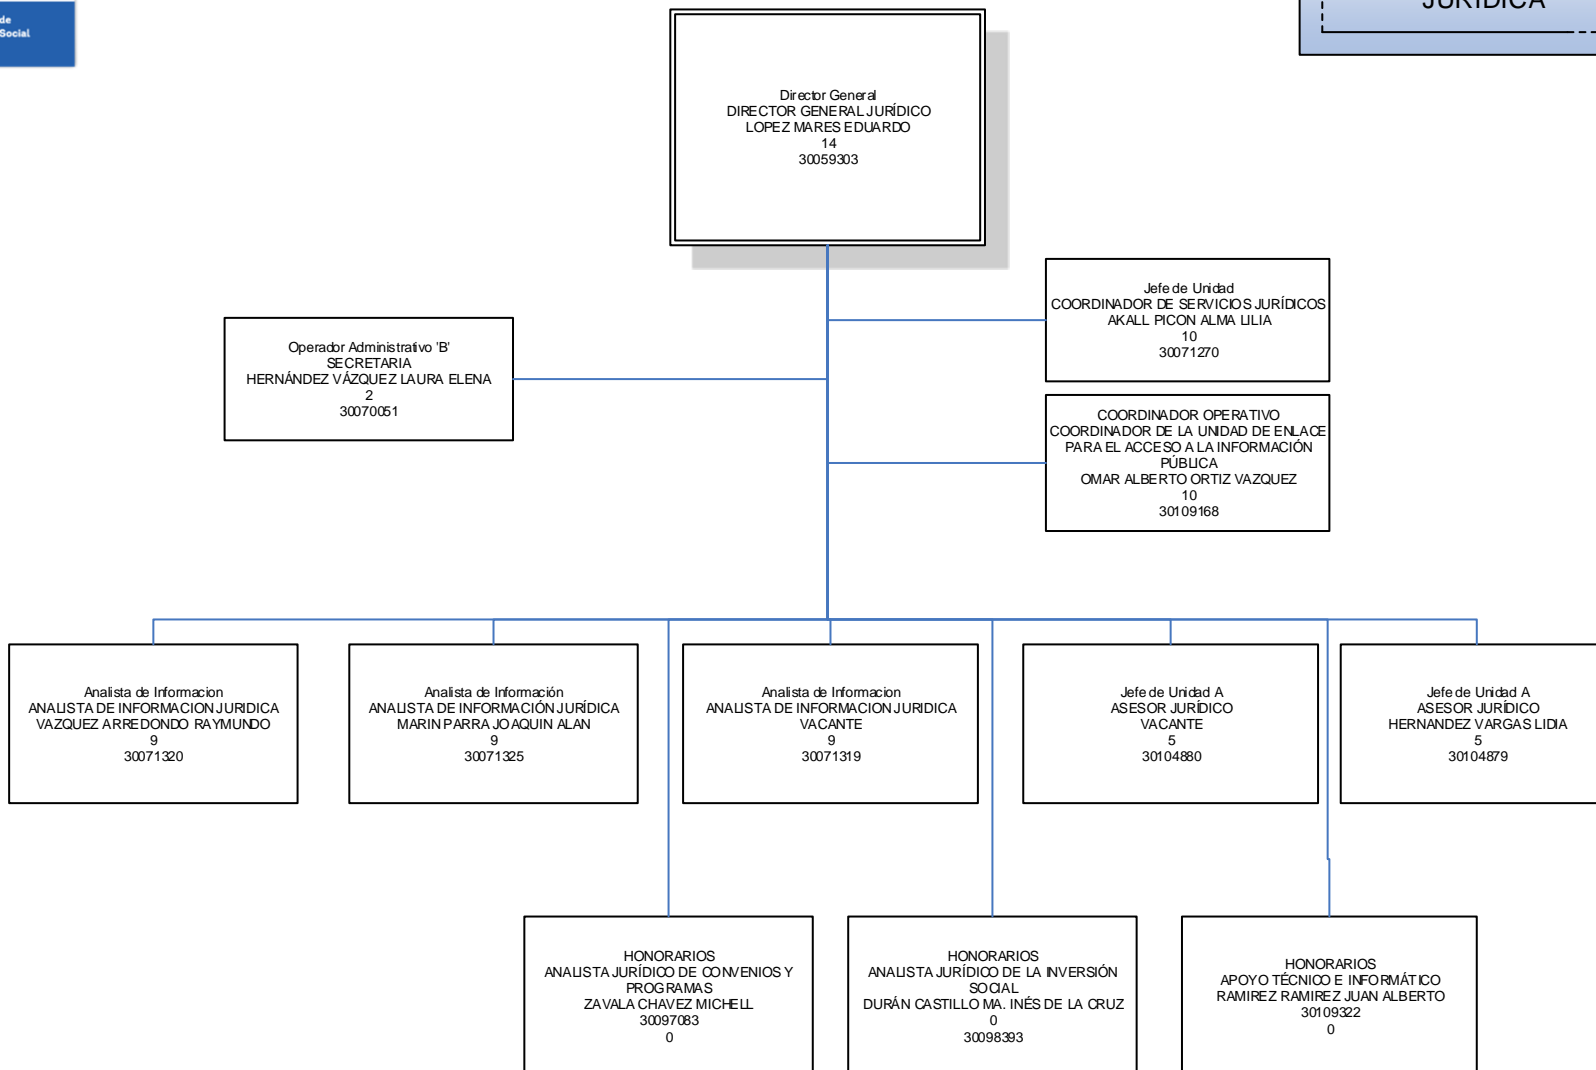 de
Social
JURÍDICA
Director General
DIRECTOR GENERAL JURÍDICO
LOPEZ MARES EDUARDO
14
30059303
Jefe de Unidad
COORDINADOR DE SERVICIOS JURÍDICOS
AKALL PICON ALMA LILIA
10
30071270
Operador Administrativo 'B'
SECRETARIA
HERNÁNDEZ VÁZQUEZ LAURA ELENA
2
30070051
COORDINADOR OPERATIVO
COORDINADOR DE LA UNIDAD DE ENLACE
PARA EL ACCESO A LA INFORMACIÓN
PÚBLICA
OMAR ALBERTO ORTIZ VAZQUEZ
10
30109168
Analista de Informacion
ANALISTA DE INFORMACION JURIDICA
VAZQUEZ ARREDONDO RAYMUNDO
9
30071320
Analista de Información
ANALISTA DE INFORMACIÓN JURÍDICA
MARIN PARRA JOAQUIN ALAN
9
30071325
Analista de Informacion
ANALISTA DE INFORMACION JURIDICA
VACANTE
9
30071319
Jefe de Unidad A
ASESOR JURÍDICO
VACANTE
5
30104880
Jefe de Unidad A
ASESOR JURÍDICO
HERNANDEZ VARGAS LIDIA
5
30104879
HONORARIOS
ANALISTA JURÍDICO DE CONVENIOS Y
PROGRAMAS
ZAVALA CHAVEZ MICHELL
30097083
0
HONORARIOS
ANALISTA JURÍDICO DE LA INVERSIÓN
SOCIAL
DURÁN CASTILLO MA. INÉS DE LA CRUZ
0
30098393
HONORARIOS
APOYO TÉCNICO E INFORMÁTICO
RAMIREZ RAMIREZ JUAN ALBERTO
30109322
0